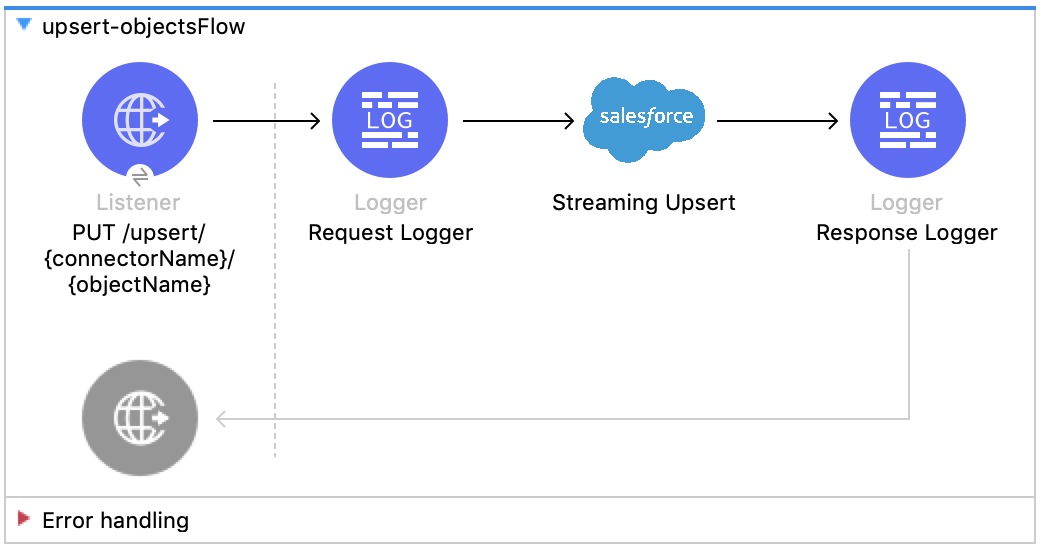 upsert-objectsFlow
LOG
salesforce
LOG
Listener
Logger
Streaming Upsert
Logger
PUT /upsert/
{connectorName}/
{objectName}
Request Logger
Response Logger
Error handling